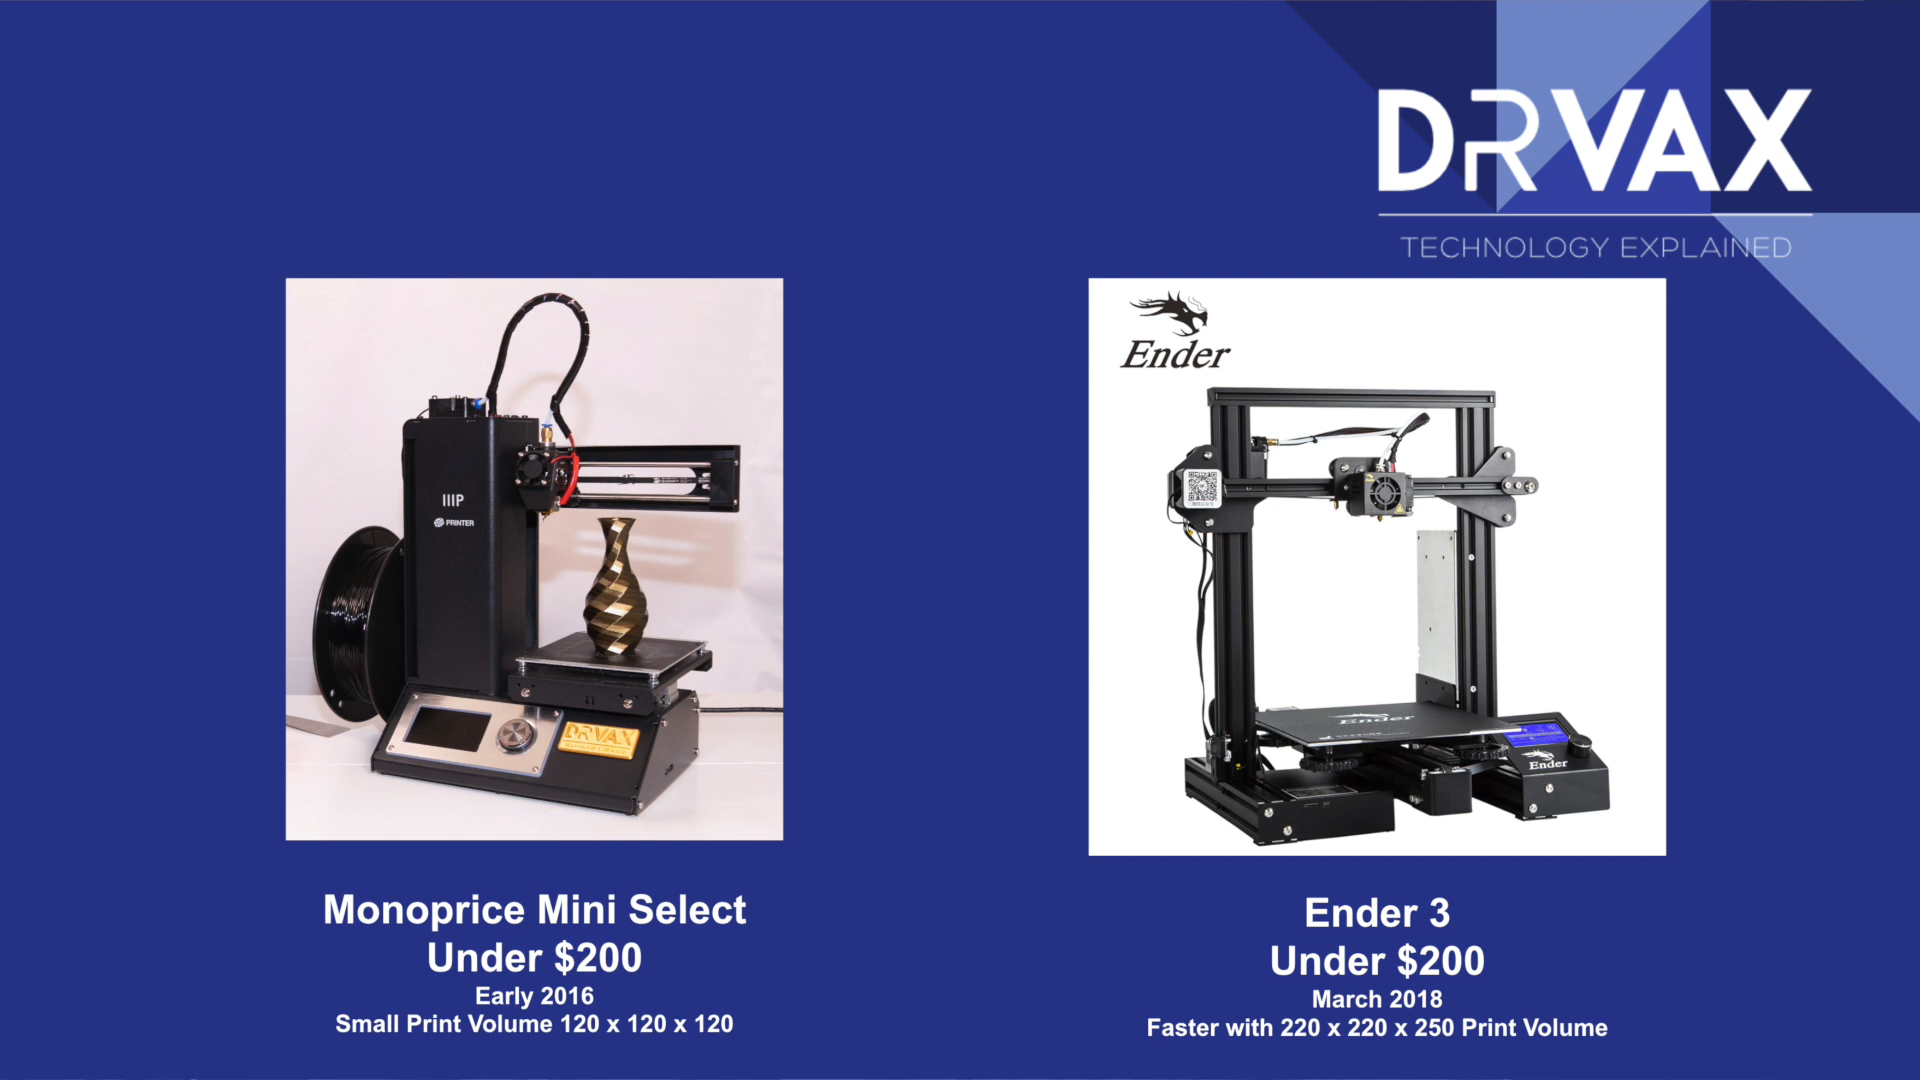 DRVAX
TECHNOLOGY EXPLAINED
IIIP
PRINTER
DRVAX
Ender
Ender
Ender
Monoprice Mini Select
Under $200
Early 2016
Small Print Volume 120 x 120 x 120
Ender 3
Under $200
March 2018
Faster with 220 x 220 x 250 Print Volume